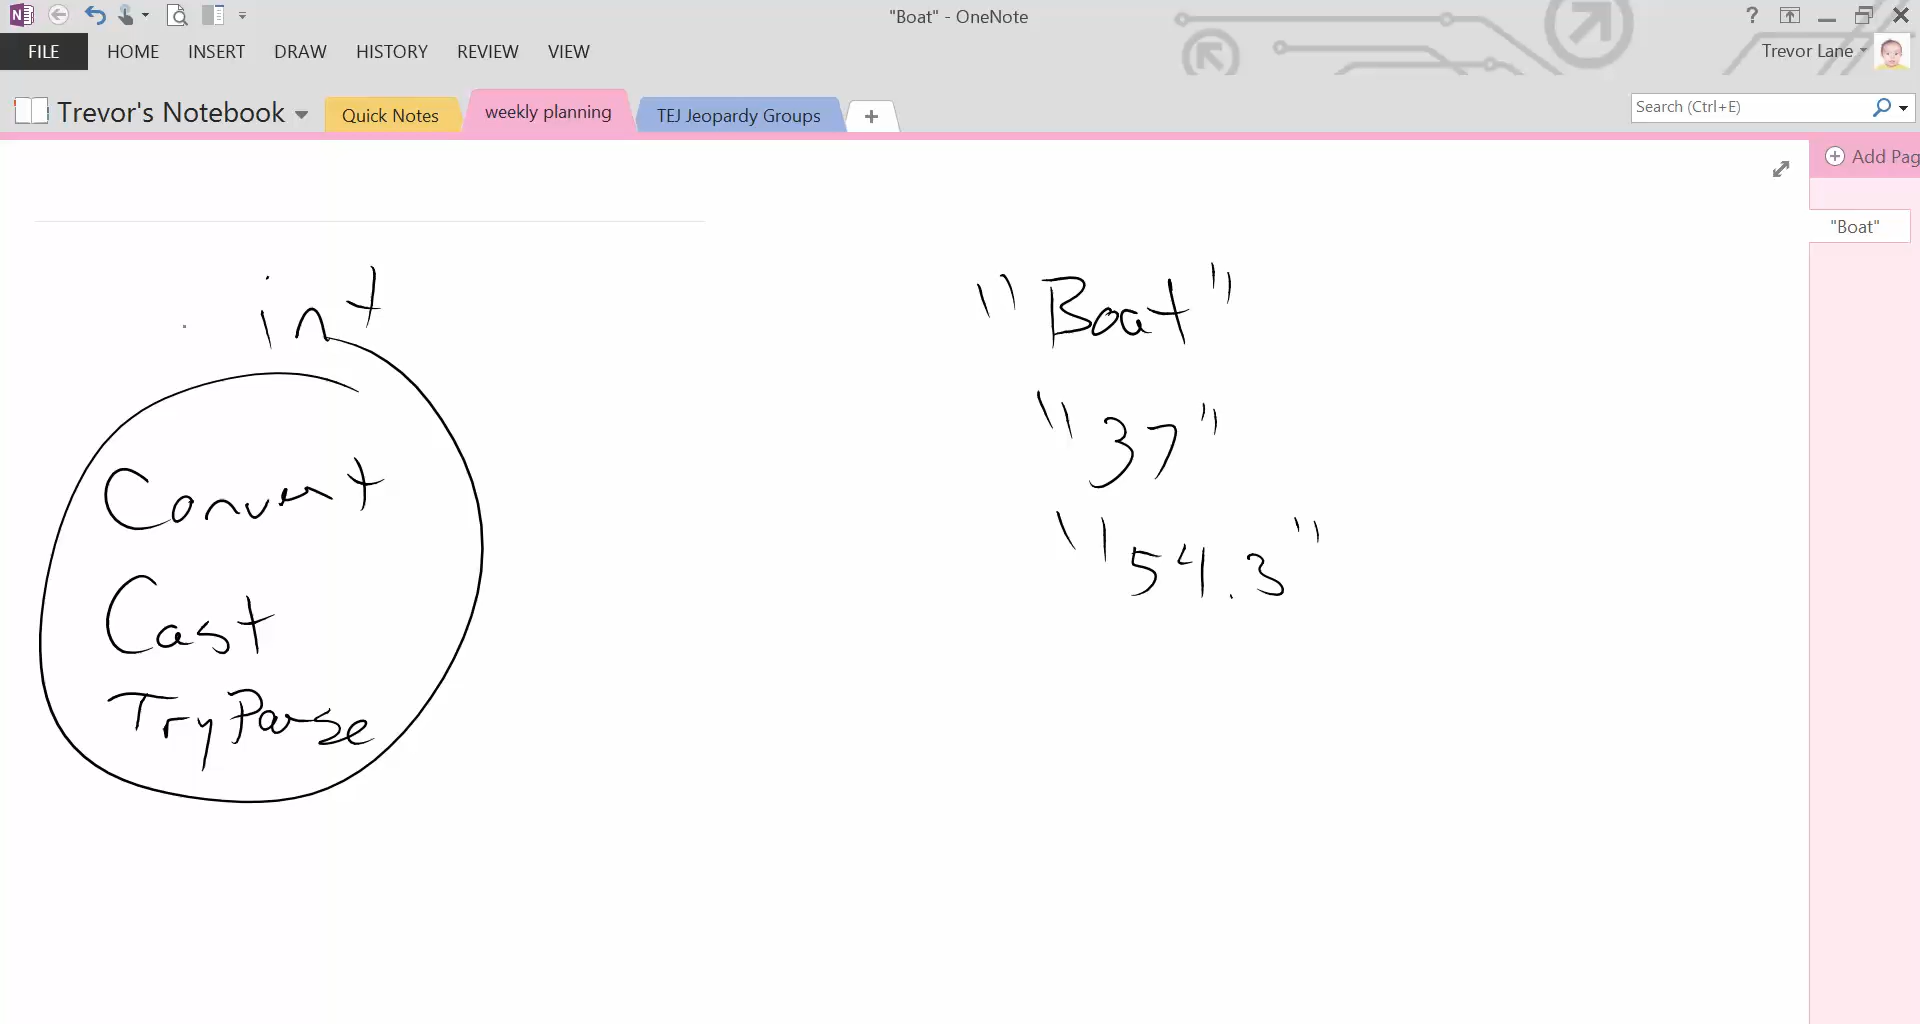 "Boat" - OneNote
?
FILE HOME INSERT DRAW HISTORY REVIEW VIEW
Trevor Lane
Trevor's Notebook
Quick Notes
weekly planning
TEJ Jeopardy Groups
+
Search (Ctrl+E)
Add Pag
"Boat"
int
Convert
Cast
TryParse
"Boat"
"37"
"54.3"